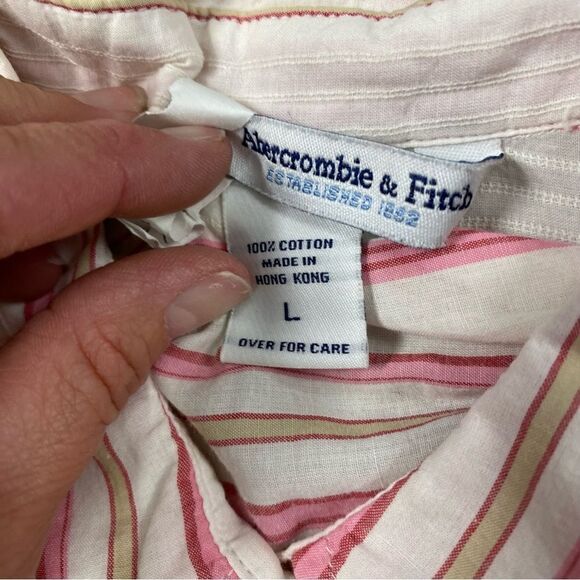 Abercrombie & Fitch
ESTABLISHED 1892
100% COTTON
MADE IN
HONG KONG
L
OVER FOR CARE